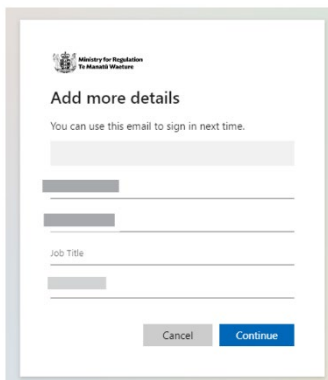 Ministry for Regulation
Te Manatū Waeture
Add more details
You can use this email to sign in next time.
Job Title
Cancel
Continue